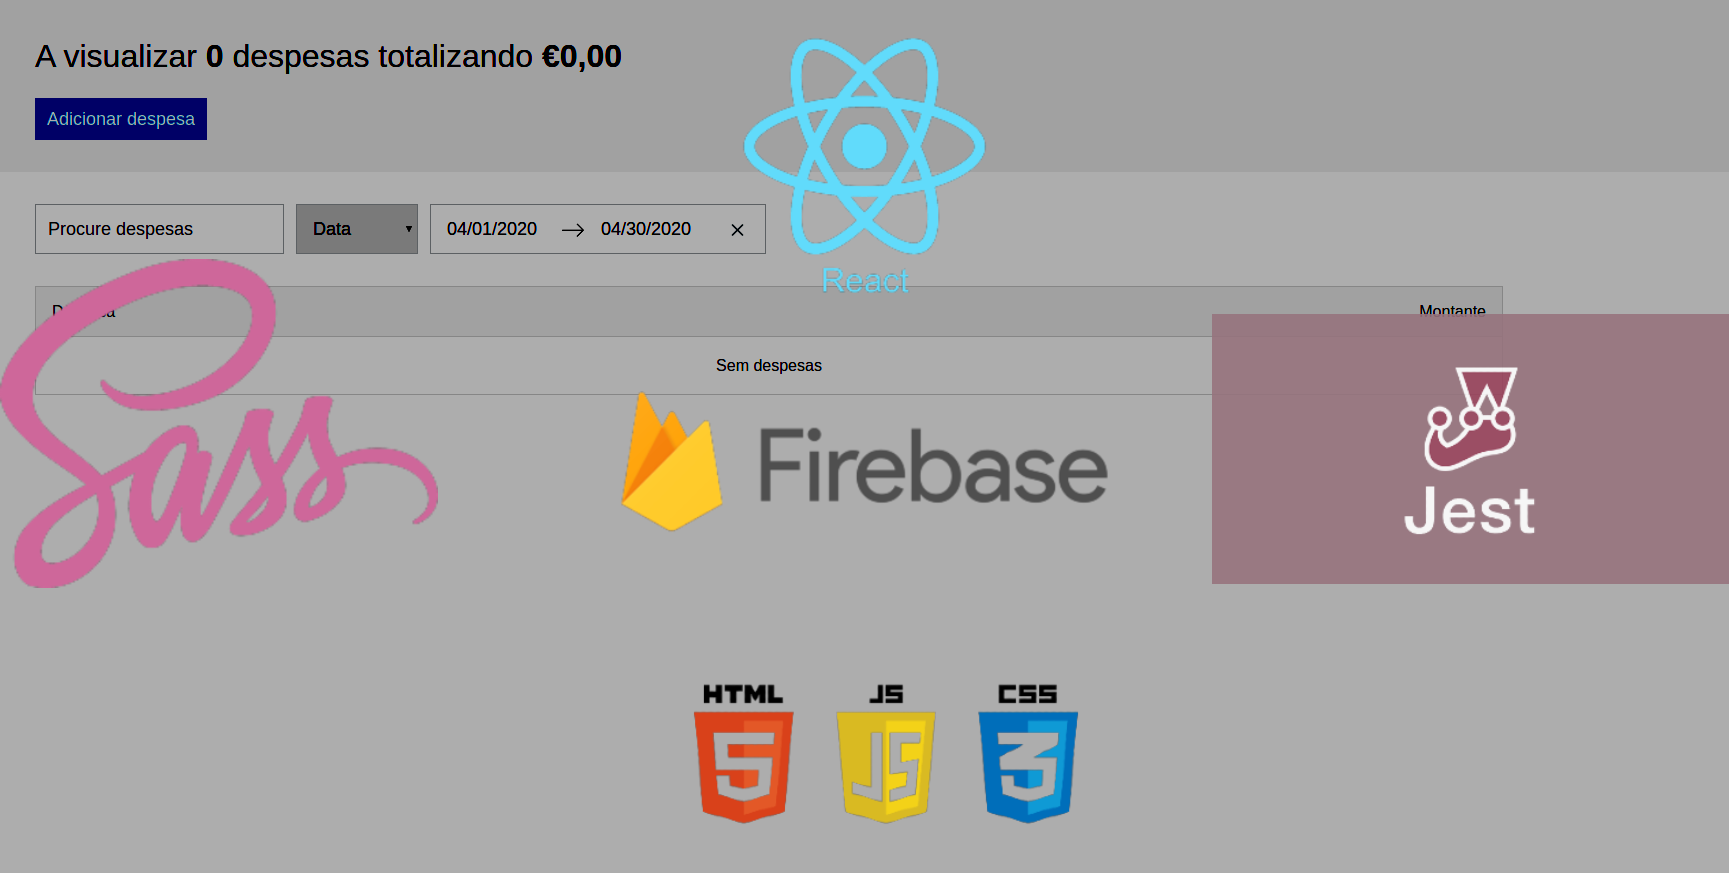 A visualizar 0 despesas totalizando €0,00
Adicionar despesa
Procure despesas
Data
04/01/2020 → 04/30/2020
React
Montante
Sem despesas
Sass
Firebase
Jest
HTML JS CSS
5 JS 3